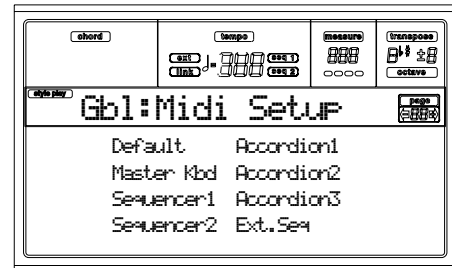 chord tempo measure transpose
ext seq 1
link seq 2
octave
style play Gbl:Midi Setup page
Default Accordion1
Master Kbd Accordion2
Sequencer1 Accordion3
Sequencer2 Ext.Seq